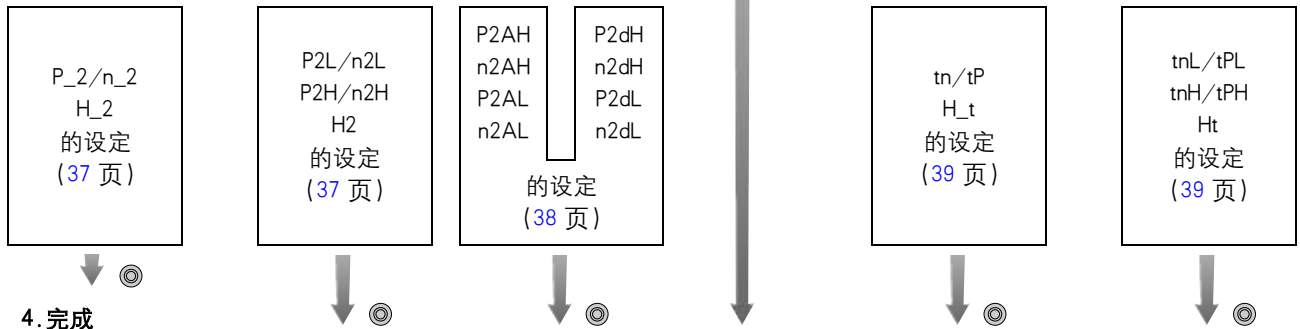 P_2/n_2
H_2
的设定
(37 页)
P2L/n2L
P2H/n2H
H2
的设定
(37 页)
P2AH
n2AH
P2AL
n2AL
P2dH
n2dH
P2dL
n2dL
的设定
(38 页)
tn/tP
H_t
的设定
(39 页)
tnL/tPL
tnH/tPH
Ht
的设定
(39 页)
4.完成